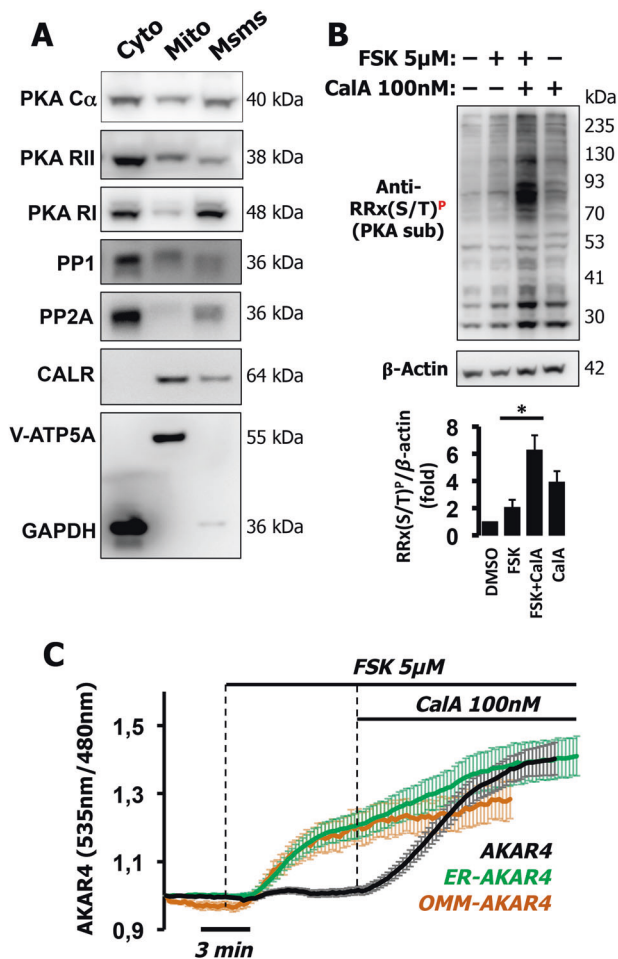 A
Cyto Mito Msms
PKA Cα 40 kDa
PKA RII 38 kDa
PKA RI 48 kDa
PP1 36 kDa
PP2A 36 kDa
CALR 64 kDa
V-ATP5A 55 kDa
GAPDH 36 kDa
B
FSK 5µM: – + + –
CalA 100nM: – – + +
kDa
235
130
93
70
53
41
30
Anti-
RRx(S/T)ᴾ
(PKA sub)
β-Actin 42
RRx(S/T)ᴾ/β-actin
(fold)
8
6
4
2
0
*
DMSO
FSK
FSK+CalA
CalA
C
FSK 5µM
CalA 100nM
AKAR4 (535nm/480nm)
1,5
1,3
1,1
0,9
AKAR4
ER-AKAR4
OMM-AKAR4
3 min